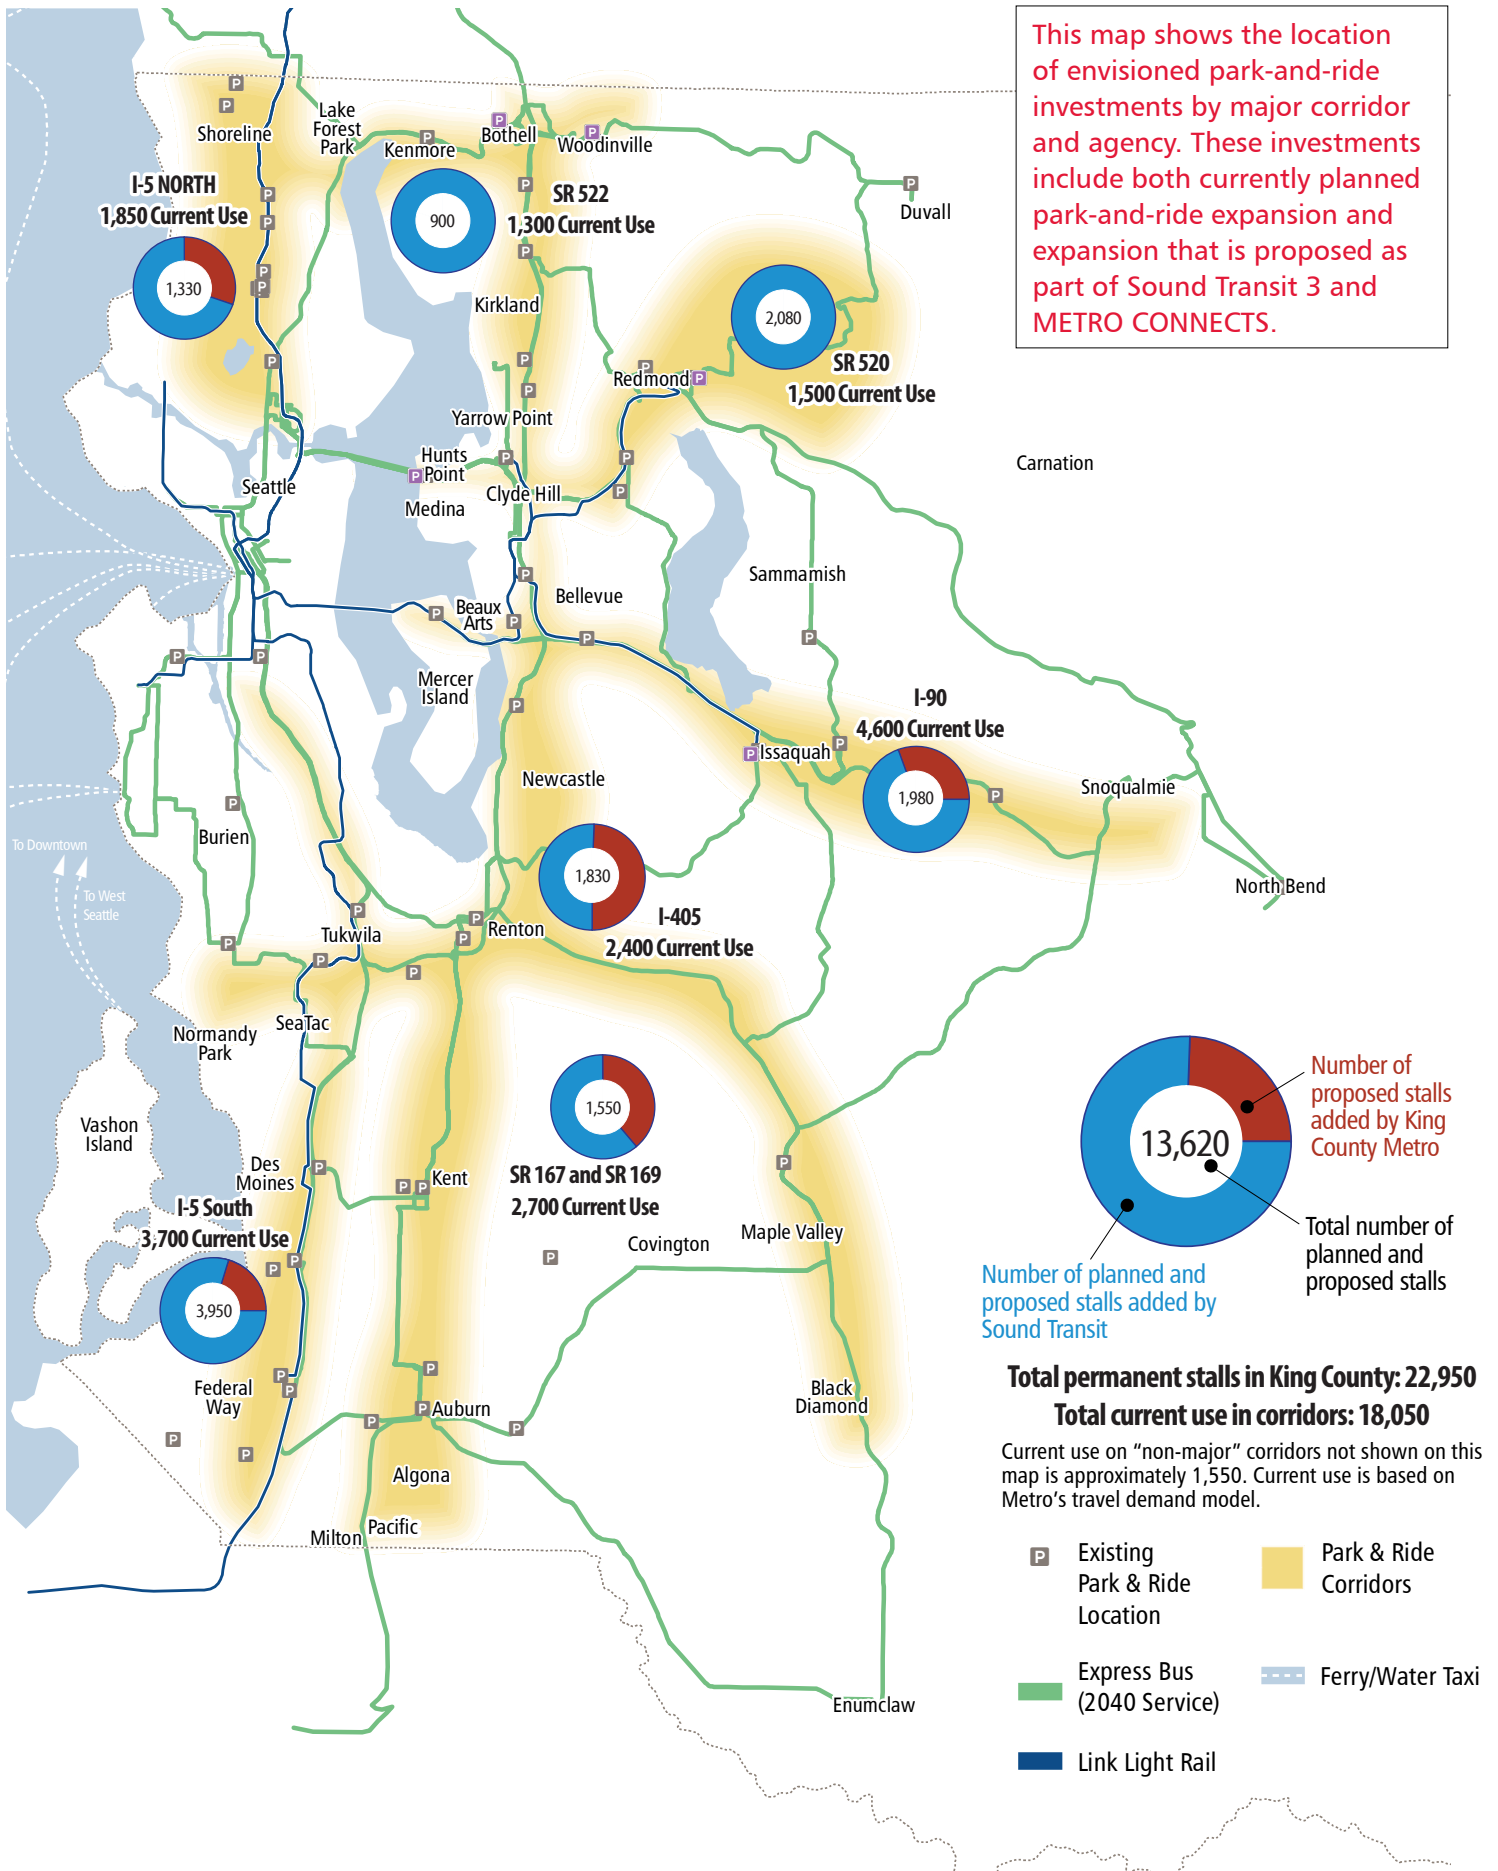 This map shows the location
of envisioned park-and-ride
investments by major corridor
and agency. These investments
include both currently planned
park-and-ride expansion and
expansion that is proposed as
part of Sound Transit 3 and
METRO CONNECTS.
P
P
Shoreline
Lake
Forest
Park
P
Kenmore
P
Bothell
P
Woodinville
I-5 NORTH
1,850 Current Use
1,330
P
P
P
P
P
900
P
SR 522
1,300 Current Use
P
Duvall
P
Kirkland
2,080
SR 520
1,500 Current Use
P
P
P
Redmond
P
P
Yarrow Point
Hunts
Point
P
P
P
P
Clyde Hill
Medina
Seattle
Carnation
Sammamish
P
P
Bellevue
Beaux
Arts
P
P
P
P
P
P
Mercer
Island
P
I-90
4,600 Current Use
P
Issaquah
P
1,980
P
Snoqualmie
Newcastle
P
Burien
To Downtown
To West
Seattle
1,830
North Bend
I-405
2,400 Current Use
P
P
P
Renton
Tukwila
P
P
P
SeaTac
Normandy
Park
Vashon
Island
1,550
SR 167 and SR 169
2,700 Current Use
P
Des
Moines
P
P
P
Kent
I-5 South
3,700 Current Use
P
P
3,950
P
Covington
Maple Valley
13,620
Number of
proposed stalls
added by King
County Metro
Total number of
planned and
proposed stalls
Number of planned and
proposed stalls added by
Sound Transit
P
P
Federal
Way
P
P
P
P
Auburn
P
P
Black
Diamond
Algona
Pacific
Milton
Enumclaw
Total permanent stalls in King County: 22,950
Total current use in corridors: 18,050
Current use on “non-major” corridors not shown on this
map is approximately 1,550. Current use is based on
Metro’s travel demand model.
P
Existing
Park & Ride
Location
Park & Ride
Corridors
Express Bus
(2040 Service)
Ferry/Water Taxi
Link Light Rail